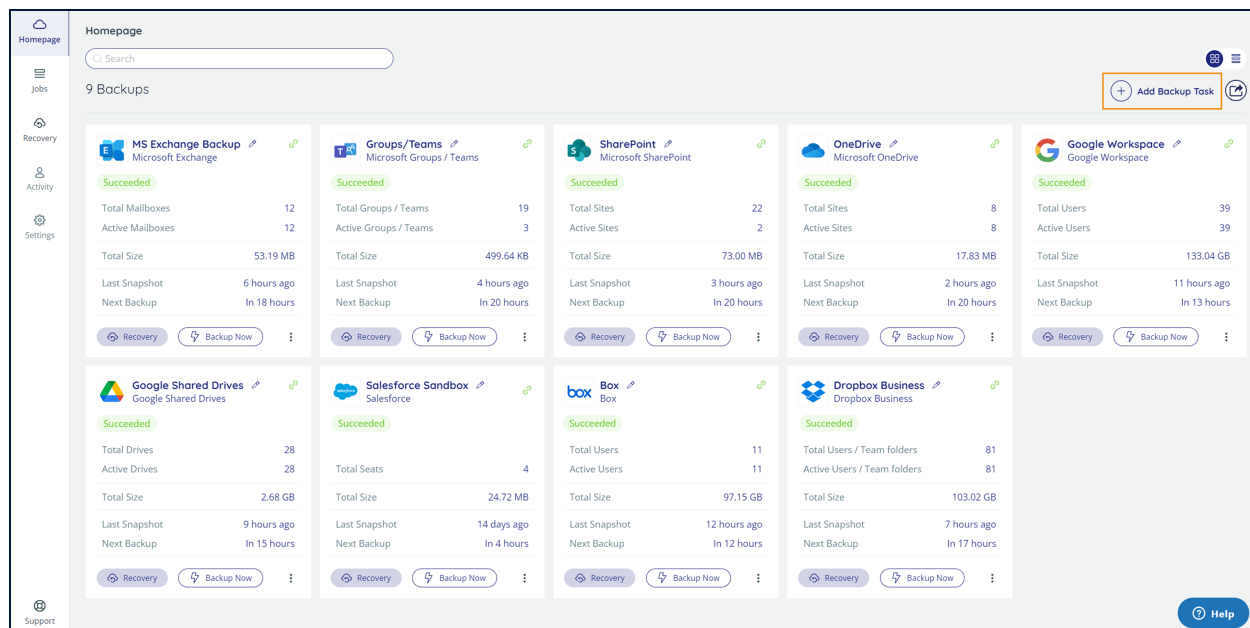 Homepage
Homepage
Search
Jobs
9 Backups
Add Backup Task
Recovery
Activity
Settings
MS Exchange Backup
Microsoft Exchange
Succeeded
Total Mailboxes 12
Active Mailboxes 12
Total Size 53.19 MB
Last Snapshot 6 hours ago
Next Backup In 18 hours
Recovery Backup Now
Groups/Teams
Microsoft Groups / Teams
Succeeded
Total Groups / Teams 19
Active Groups / Teams 3
Total Size 499.64 KB
Last Snapshot 4 hours ago
Next Backup In 20 hours
Recovery Backup Now
SharePoint
Microsoft SharePoint
Succeeded
Total Sites 22
Active Sites 2
Total Size 73.00 MB
Last Snapshot 3 hours ago
Next Backup In 20 hours
Recovery Backup Now
OneDrive
Microsoft OneDrive
Succeeded
Total Sites 8
Active Sites 8
Total Size 17.83 MB
Last Snapshot 2 hours ago
Next Backup In 20 hours
Recovery Backup Now
Google Workspace
Google Workspace
Succeeded
Total Users 39
Active Users 39
Total Size 133.04 GB
Last Snapshot 11 hours ago
Next Backup In 13 hours
Recovery Backup Now
Google Shared Drives
Google Shared Drives
Succeeded
Total Drives 28
Active Drives 28
Total Size 2.68 GB
Last Snapshot 9 hours ago
Next Backup In 15 hours
Recovery Backup Now
salesforce
Salesforce Sandbox
Salesforce
Succeeded
Total Seats 4
Total Size 24.72 MB
Last Snapshot 14 days ago
Next Backup In 4 hours
Recovery Backup Now
box
Box
Box
Succeeded
Total Users 11
Active Users 11
Total Size 97.15 GB
Last Snapshot 12 hours ago
Next Backup In 12 hours
Recovery Backup Now
Dropbox Business
Dropbox Business
Succeeded
Total Users / Team folders 81
Active Users / Team folders 81
Total Size 103.02 GB
Last Snapshot 7 hours ago
Next Backup In 17 hours
Recovery Backup Now
Support
Help